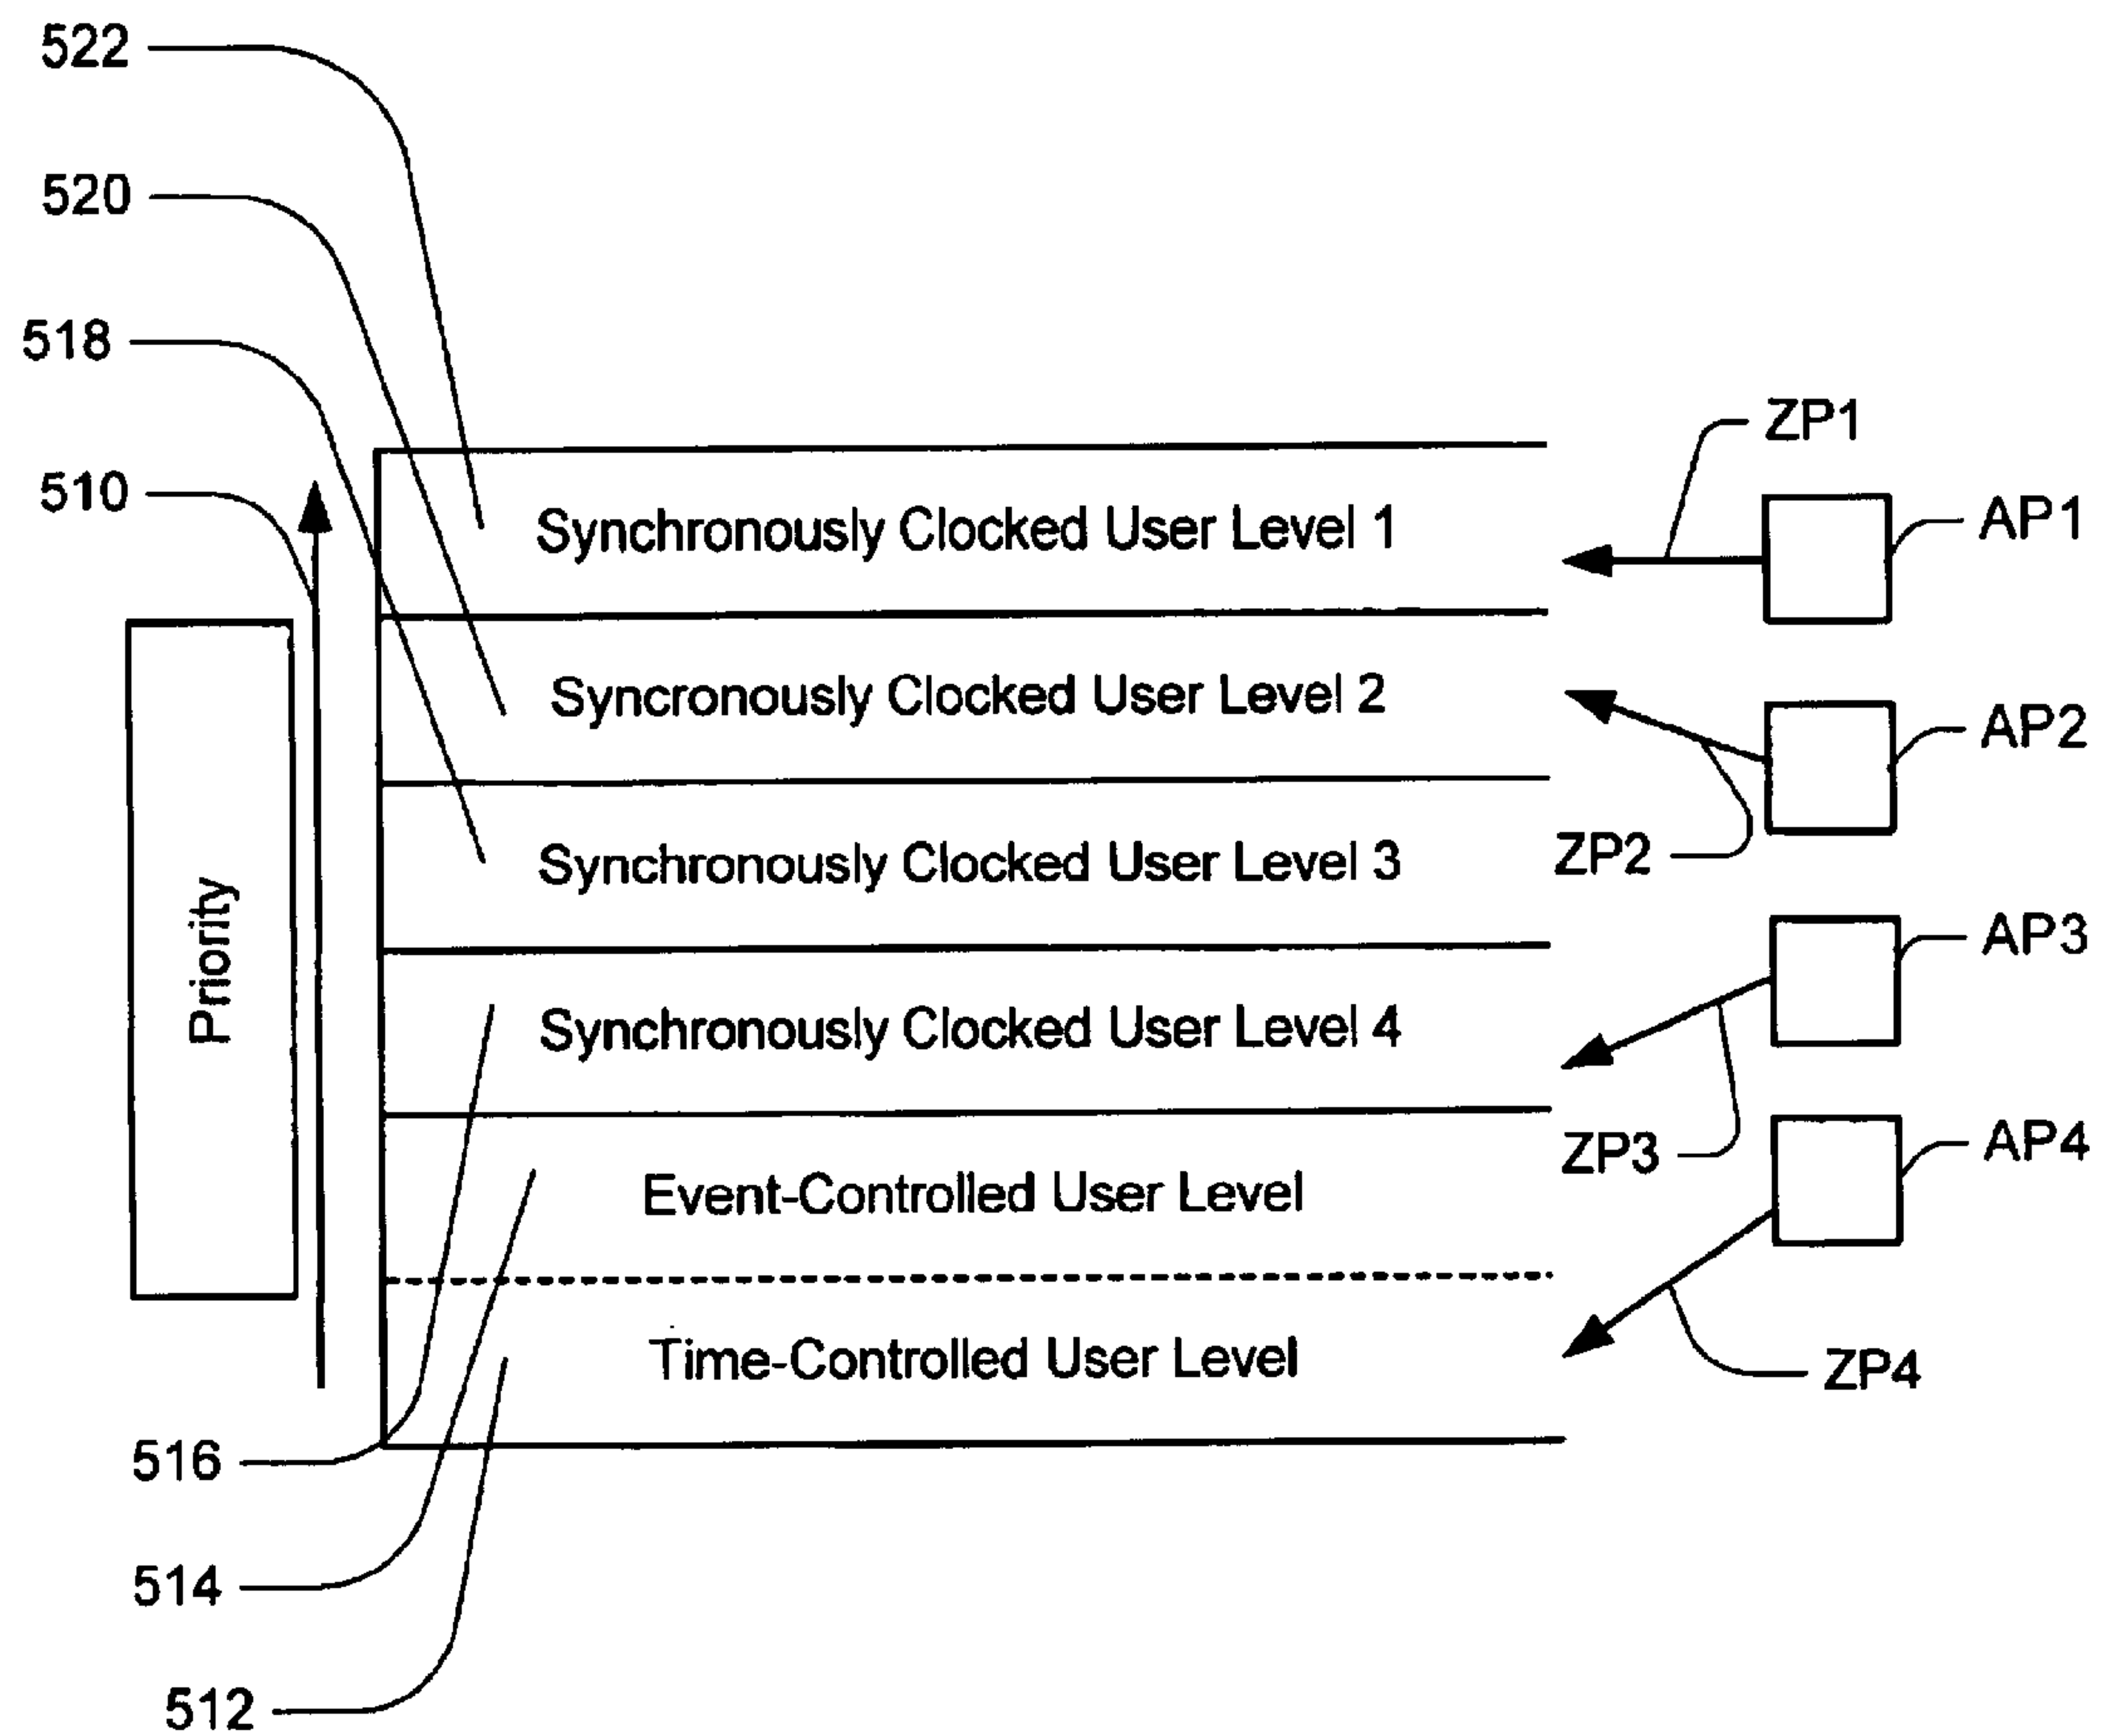 522
520
518
510
ZP1
Synchronously Clocked User Level 1
AP1
Syncronously Clocked User Level 2
AP2
ZP2
Synchronously Clocked User Level 3
Priority
AP3
Synchronously Clocked User Level 4
ZP3
AP4
Event-Controlled User Level
Time-Controlled User Level
ZP4
516
514
512